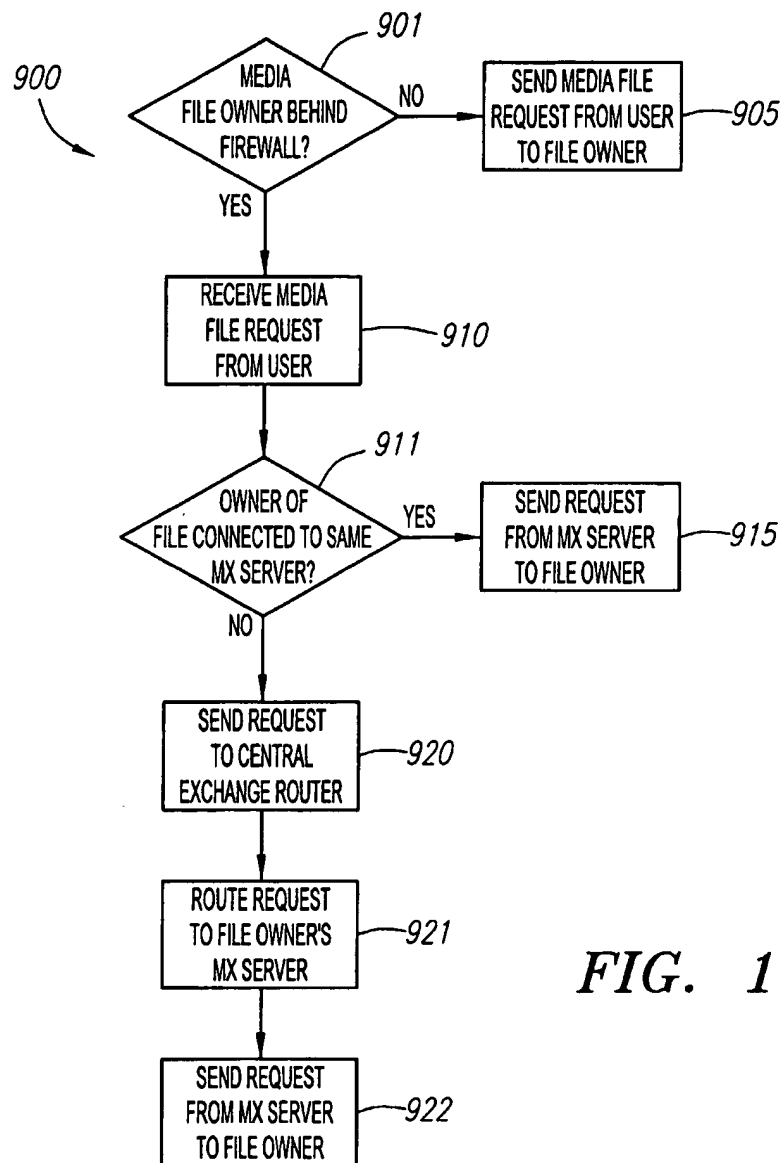 900
901
MEDIA
FILE OWNER BEHIND
FIREWALL?
NO
SEND MEDIA FILE
REQUEST FROM USER
TO FILE OWNER
905
YES
RECEIVE MEDIA
FILE REQUEST
FROM USER
910
911
OWNER OF
FILE CONNECTED TO SAME
MX SERVER?
YES
SEND REQUEST
FROM MX SERVER
TO FILE OWNER
915
NO
SEND REQUEST
TO CENTRAL
EXCHANGE ROUTER
920
ROUTE REQUEST
TO FILE OWNER'S
MX SERVER
921
FIG. 1
SEND REQUEST
FROM MX SERVER
TO FILE OWNER
922